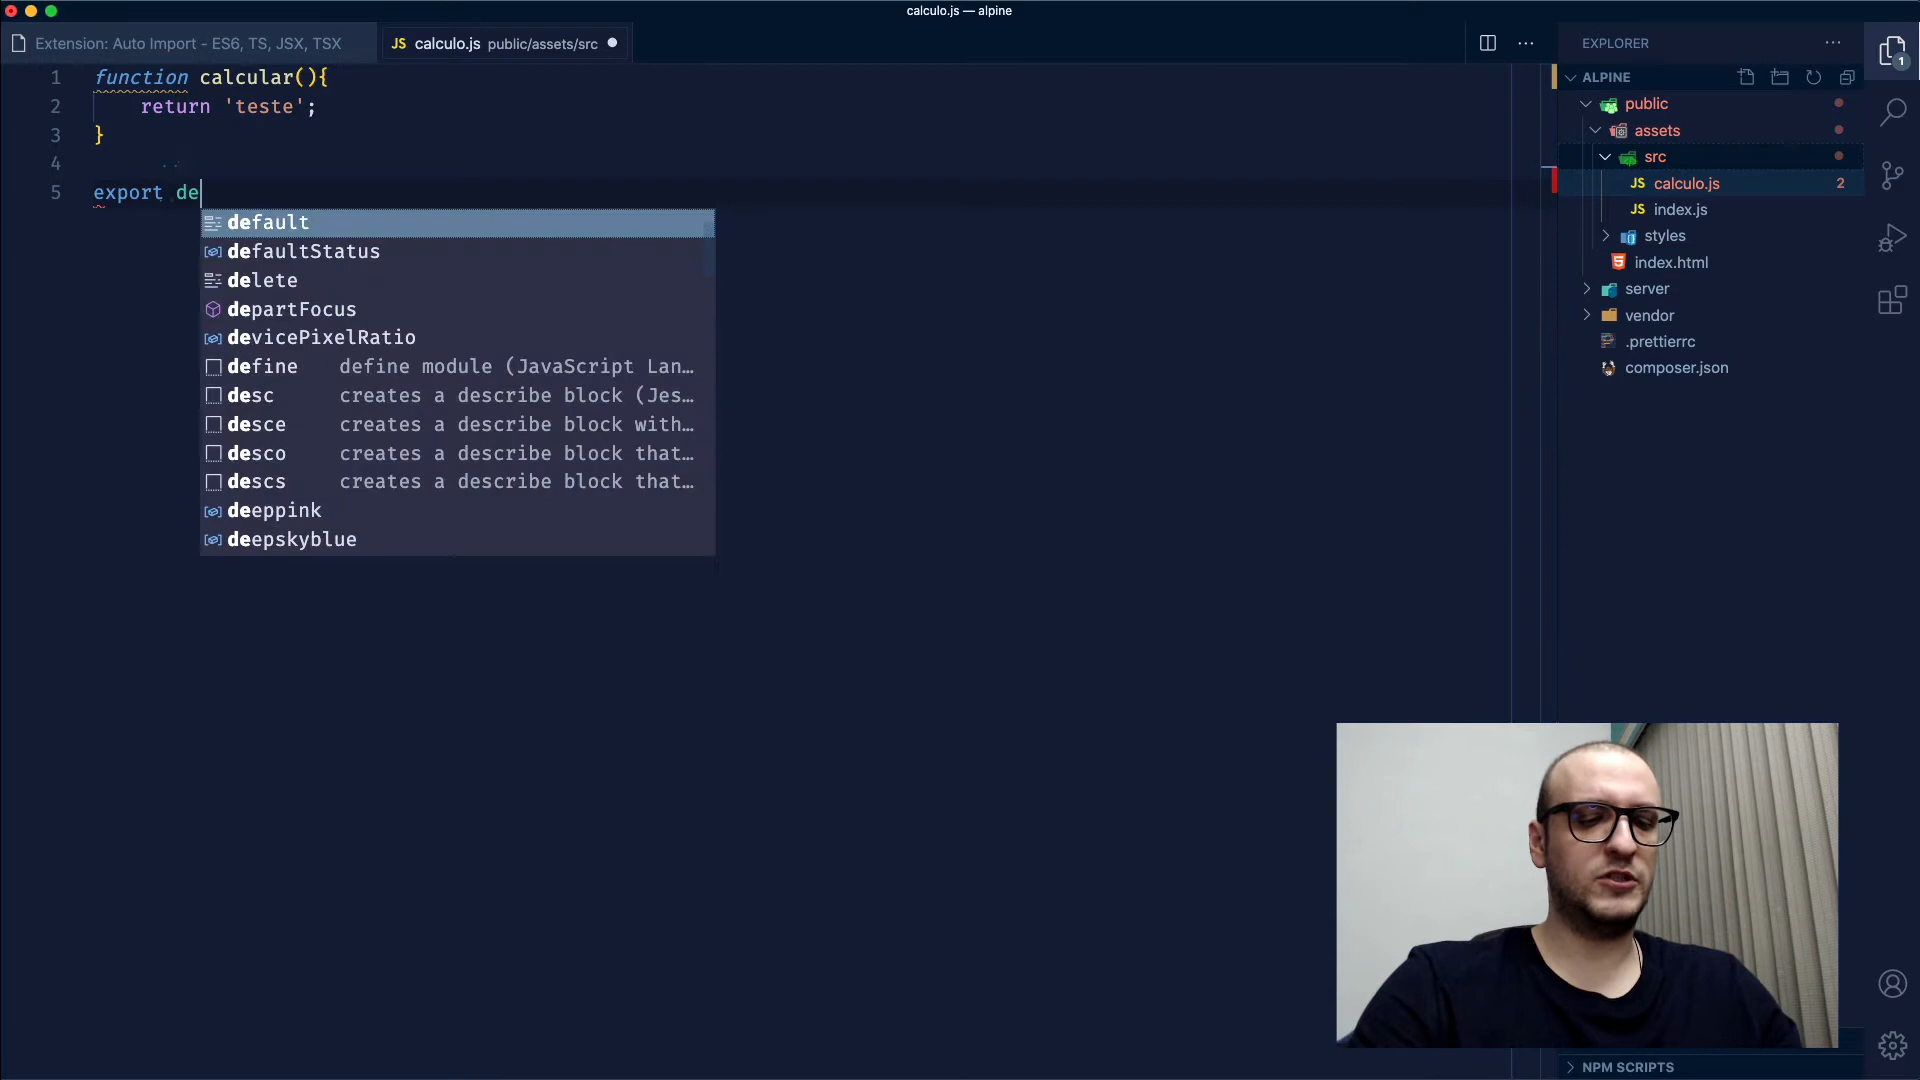 calculo.js — alpine
Extension: Auto Import - ES6, TS, JSX, TSX
JS calculo.js public/assets/src
EXPLORER
1
1 function calcular(){
2 return 'teste';
3 }
4
5 export de
default
defaultStatus
delete
departFocus
devicePixelRatio
define define module (JavaScript Lan…
desc creates a describe block (Jes…
desce creates a describe block with…
desco creates a describe block that…
descs creates a describe block that…
deeppink
deepskyblue
ALPINE
public
assets
src
JS calculo.js 2
JS index.js
styles
index.html
server
vendor
.prettierrc
composer.json
NPM SCRIPTS